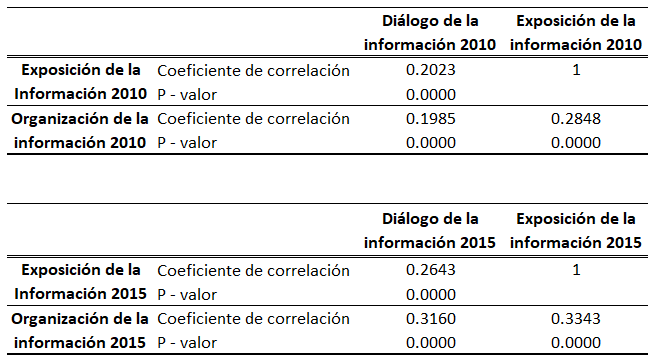 Diálogo de la información 2010 Exposición de la información 2010
Exposición de la Información 2010 Coeficiente de correlación 0.2023 1
P - valor 0.0000
Organización de la información 2010 Coeficiente de correlación 0.1985 0.2848
P - valor 0.0000 0.0000
Diálogo de la información 2015 Exposición de la información 2015
Exposición de la Información 2015 Coeficiente de correlación 0.2643 1
P - valor 0.0000
Organización de la información 2015 Coeficiente de correlación 0.3160 0.3343
P - valor 0.0000 0.0000